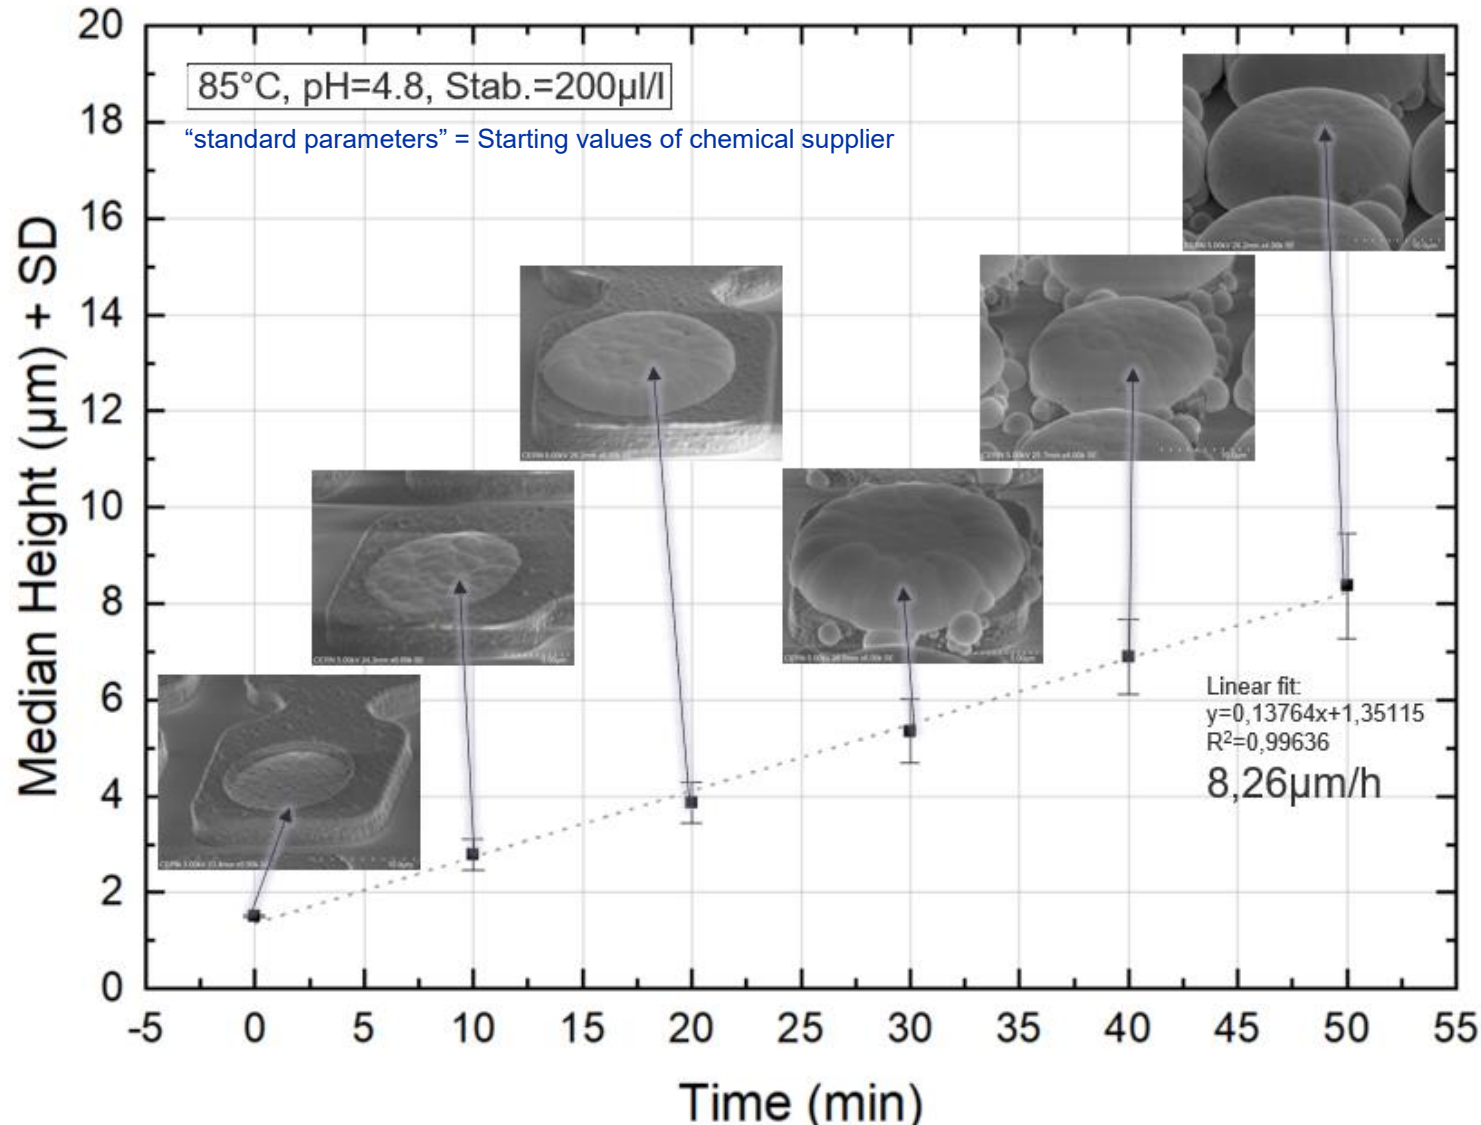 20
18
16
14
12
10
8
6
4
2
0
Median Height (µm) + SD
85°C, pH=4.8, Stab.=200µl/l
“standard parameters” = Starting values of chemical supplier
Linear fit:
y=0,13764x+1,35115
R²=0,99636
8,26µm/h
-5 0 5 10 15 20 25 30 35 40 45 50 55
Time (min)